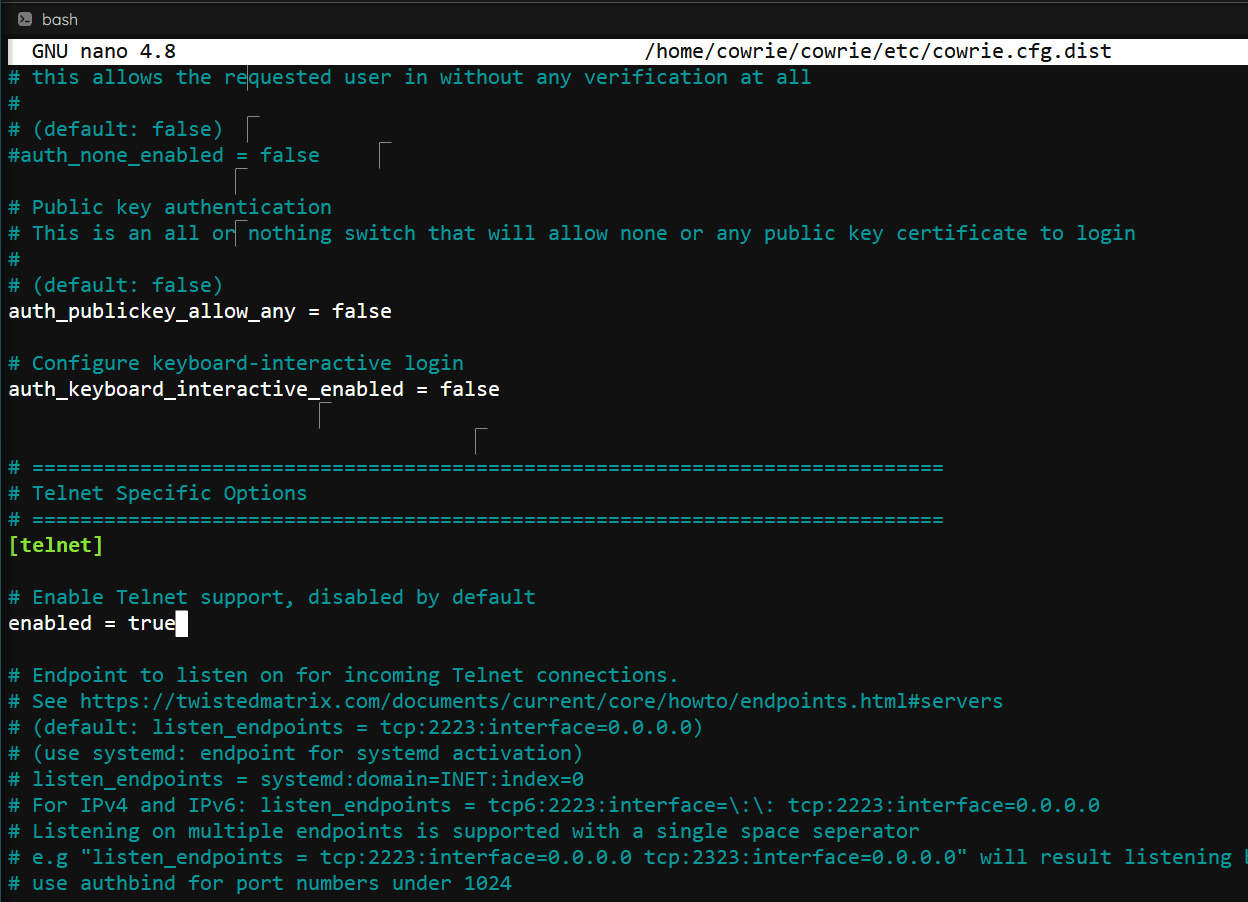 bash
GNU nano 4.8 /home/cowrie/cowrie/etc/cowrie.cfg.dist
# this allows the requested user in without any verification at all
#
# (default: false)
#auth_none_enabled = false
# Public key authentication
# This is an all or nothing switch that will allow none or any public key certificate to login
#
# (default: false)
auth_publickey_allow_any = false
# Configure keyboard-interactive login
auth_keyboard_interactive_enabled = false
# ============================================================================
# Telnet Specific Options
# ============================================================================
[telnet]
# Enable Telnet support, disabled by default
enabled = true
# Endpoint to listen on for incoming Telnet connections.
# See https://twistedmatrix.com/documents/current/core/howto/endpoints.html#servers
# (default: listen_endpoints = tcp:2223:interface=0.0.0.0)
# (use systemd: endpoint for systemd activation)
# listen_endpoints = systemd:domain=INET:index=0
# For IPv4 and IPv6: listen_endpoints = tcp6:2223:interface=\:\: tcp:2223:interface=0.0.0.0
# Listening on multiple endpoints is supported with a single space seperator
# e.g "listen_endpoints = tcp:2223:interface=0.0.0.0 tcp:2323:interface=0.0.0.0" will result listening
# use authbind for port numbers under 1024